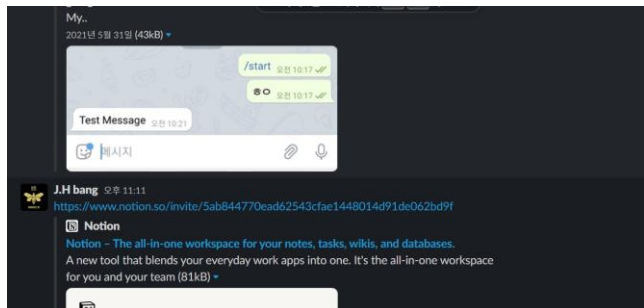 My..
2021년 5월 31일 (43kB)
/start 오전 10:17
ㅎㅇ 오전 10:17
Test Message 오전 10:21
메시지
J.H bang 오후 11:11
https://www.notion.so/invite/5ab844770ead62543cfae1448014d91de062bd9f
Notion
Notion – The all-in-one workspace for your notes, tasks, wikis, and databases.
A new tool that blends your everyday work apps into one. It's the all-in-one workspace
for you and your team (81kB)